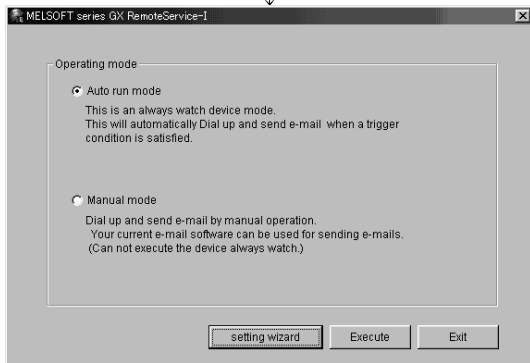 MELSOFT series GX RemoteService-I
Operating mode
Auto run mode
This is an always watch device mode.
This will automatically Dial up and send e-mail when a trigger
condition is satisfied.
Manual mode
Dial up and send e-mail by manual operation.
Your current e-mail software can be used for sending e-mails.
(Can not execute the device always watch.)
setting wizard
Execute
Exit